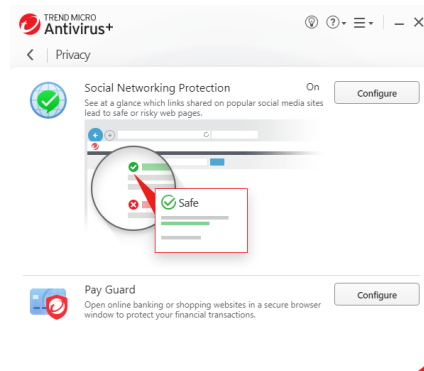 TREND MICRO
Antivirus+
Privacy
Social Networking Protection On Configure
See at a glance which links shared on popular social media sites
lead to safe or risky web pages.
Safe
Pay Guard Configure
Open online banking or shopping websites in a secure browser
window to protect your financial transactions.